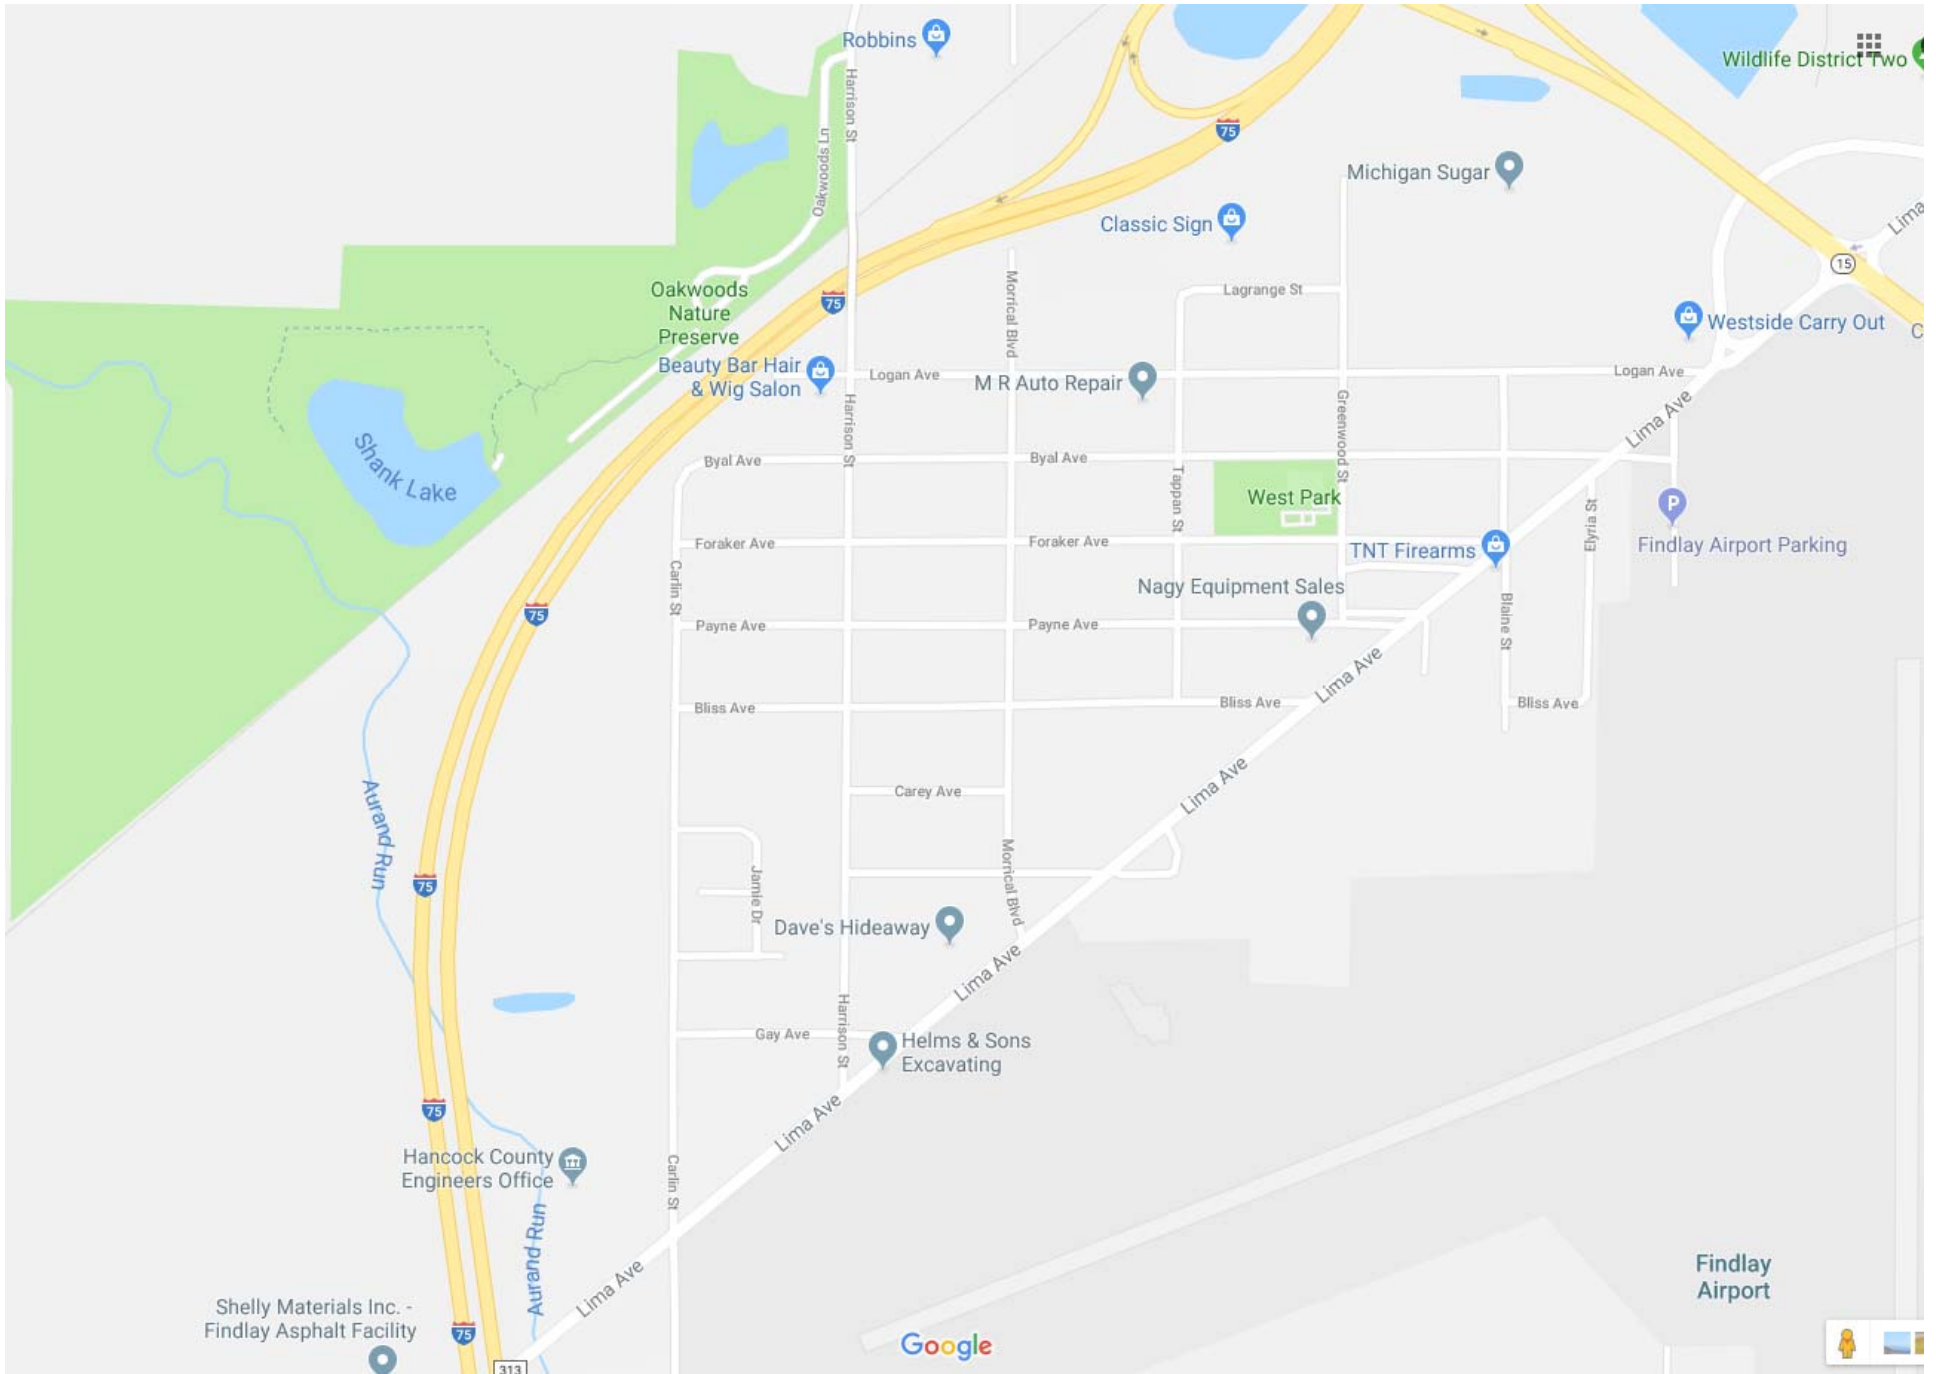 Robbins
Wildlife District Two
Harrison St
75
Oakwoods Ln
Michigan Sugar
Lima
Classic Sign
15
Oakwoods
Nature
Preserve
75
Morrical Blvd
Lagrange St
Westside Carry Out
C
Beauty Bar Hair
& Wig Salon
Logan Ave
M R Auto Repair
Logan Ave
Harrison St
Greenwood St
Lima Ave
Shank Lake
Byal Ave
Byal Ave
Tappan St
West Park
P
Elyria St
Foraker Ave
Foraker Ave
TNT Firearms
Findlay Airport Parking
Carlin St
Nagy Equipment Sales
75
Payne Ave
Payne Ave
Blaine St
Lima Ave
Bliss Ave
Bliss Ave
Bliss Ave
Lima Ave
Carey Ave
Aurand Run
75
Jamie Dr
Morrical Blvd
Dave's Hideaway
Lima Ave
Harrison St
Gay Ave
Helms & Sons
Excavating
75
Lima Ave
Hancock County
Engineers Office
Carlin St
Aurand Run
Findlay
Airport
Lima Ave
Shelly Materials Inc. -
Findlay Asphalt Facility
75
Google
313